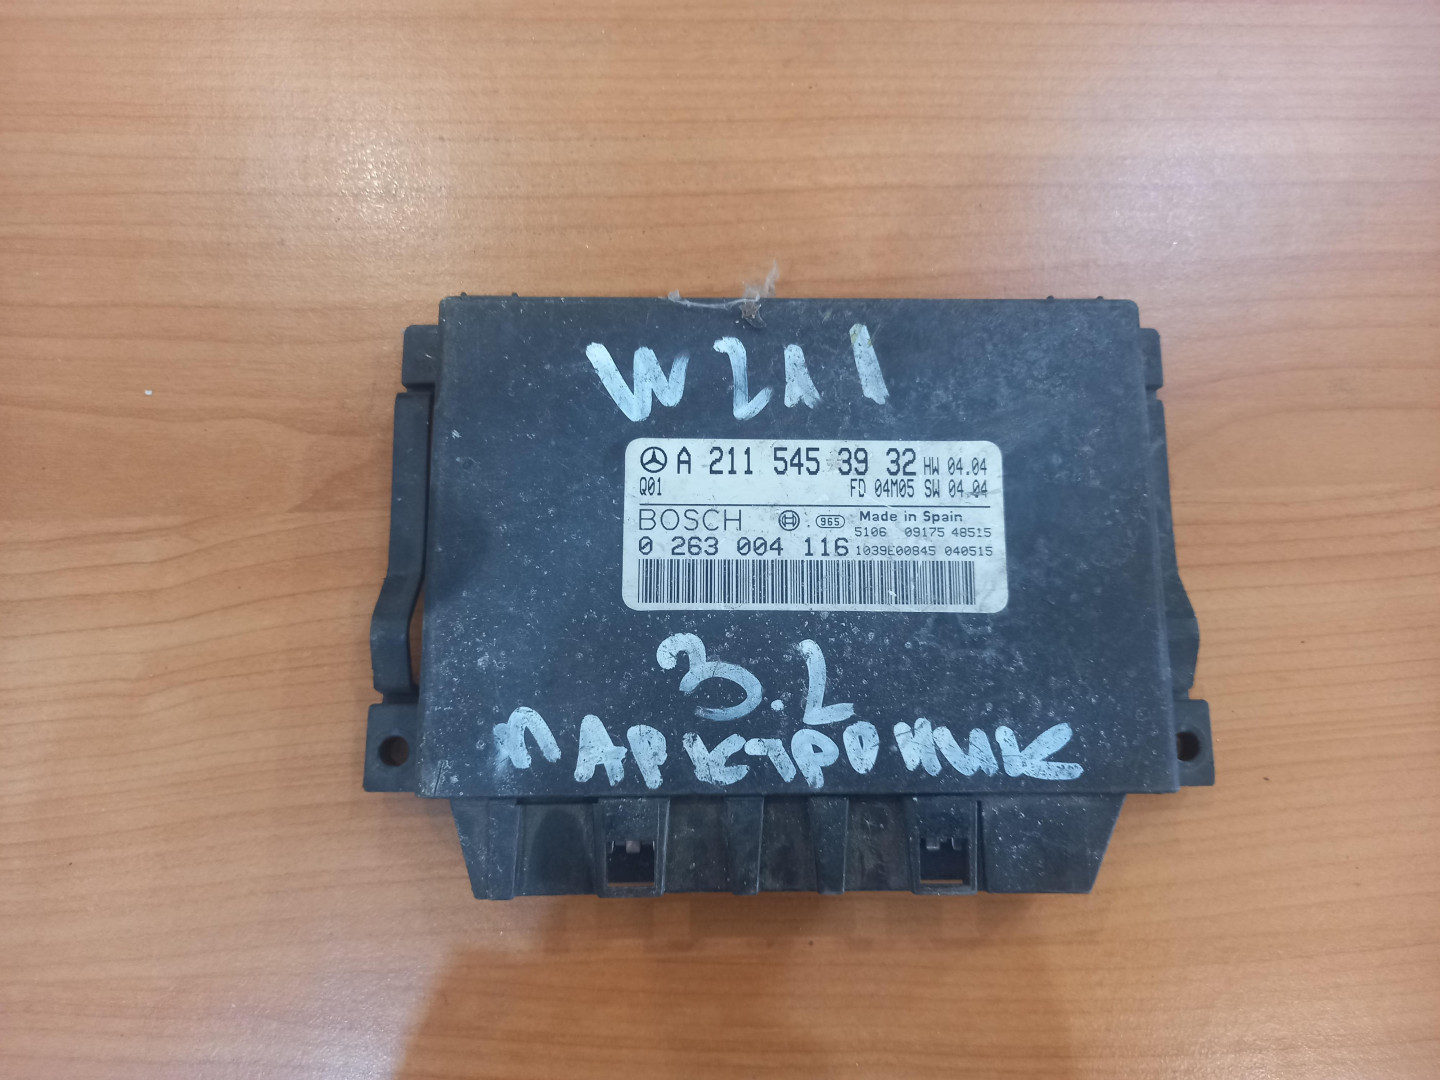 W211
A 211 545 39 32 HW 04.04
Q01 FD 04M05 SW 04.04
BOSCH 965 Made in Spain
5106 09175 48515
0 263 004 116 1039E00845 040515
3.2
ПАРКТРОНИК